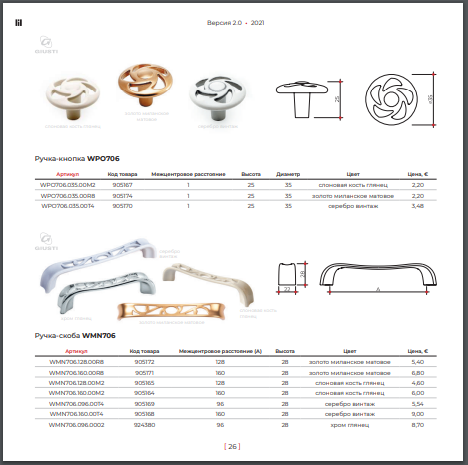 Версия 2.0 • 2021
GIUSTI
золото миланское
матовое
слоновая кость глянец
серебро винтаж
25
⌀35
Ручка-кнопка WPO706
Артикул Код товара Межцентровое расстояние Высота Диаметр Цвет Цена, €
WPO706.035.00M2 905167 1 25 35 слоновая кость глянец 2,20
WPO706.035.00R8 905174 1 25 35 золото миланское матовое 2,20
WPO706.035.00T4 905170 1 25 35 серебро винтаж 3,48
GIUSTI
серебро
винтаж
хром глянец
слоновая кость
глянец
золото миланское матовое
28
22
A
Ручка-скоба WMN706
Артикул Код товара Межцентровое расстояние (A) Высота Цвет Цена, €
WMN706.128.00R8 905172 128 28 золото миланское матовое 5,40
WMN706.160.00R8 905171 160 28 золото миланское матовое 6,80
WMN706.128.00M2 905165 128 28 слоновая кость глянец 4,60
WMN706.160.00M2 905164 160 28 слоновая кость глянец 6,00
WMN706.096.00T4 905169 96 28 серебро винтаж 5,54
WMN706.160.00T4 905168 160 28 серебро винтаж 9,00
WMN706.096.0002 924380 96 28 хром глянец 8,70
[ 26 ]